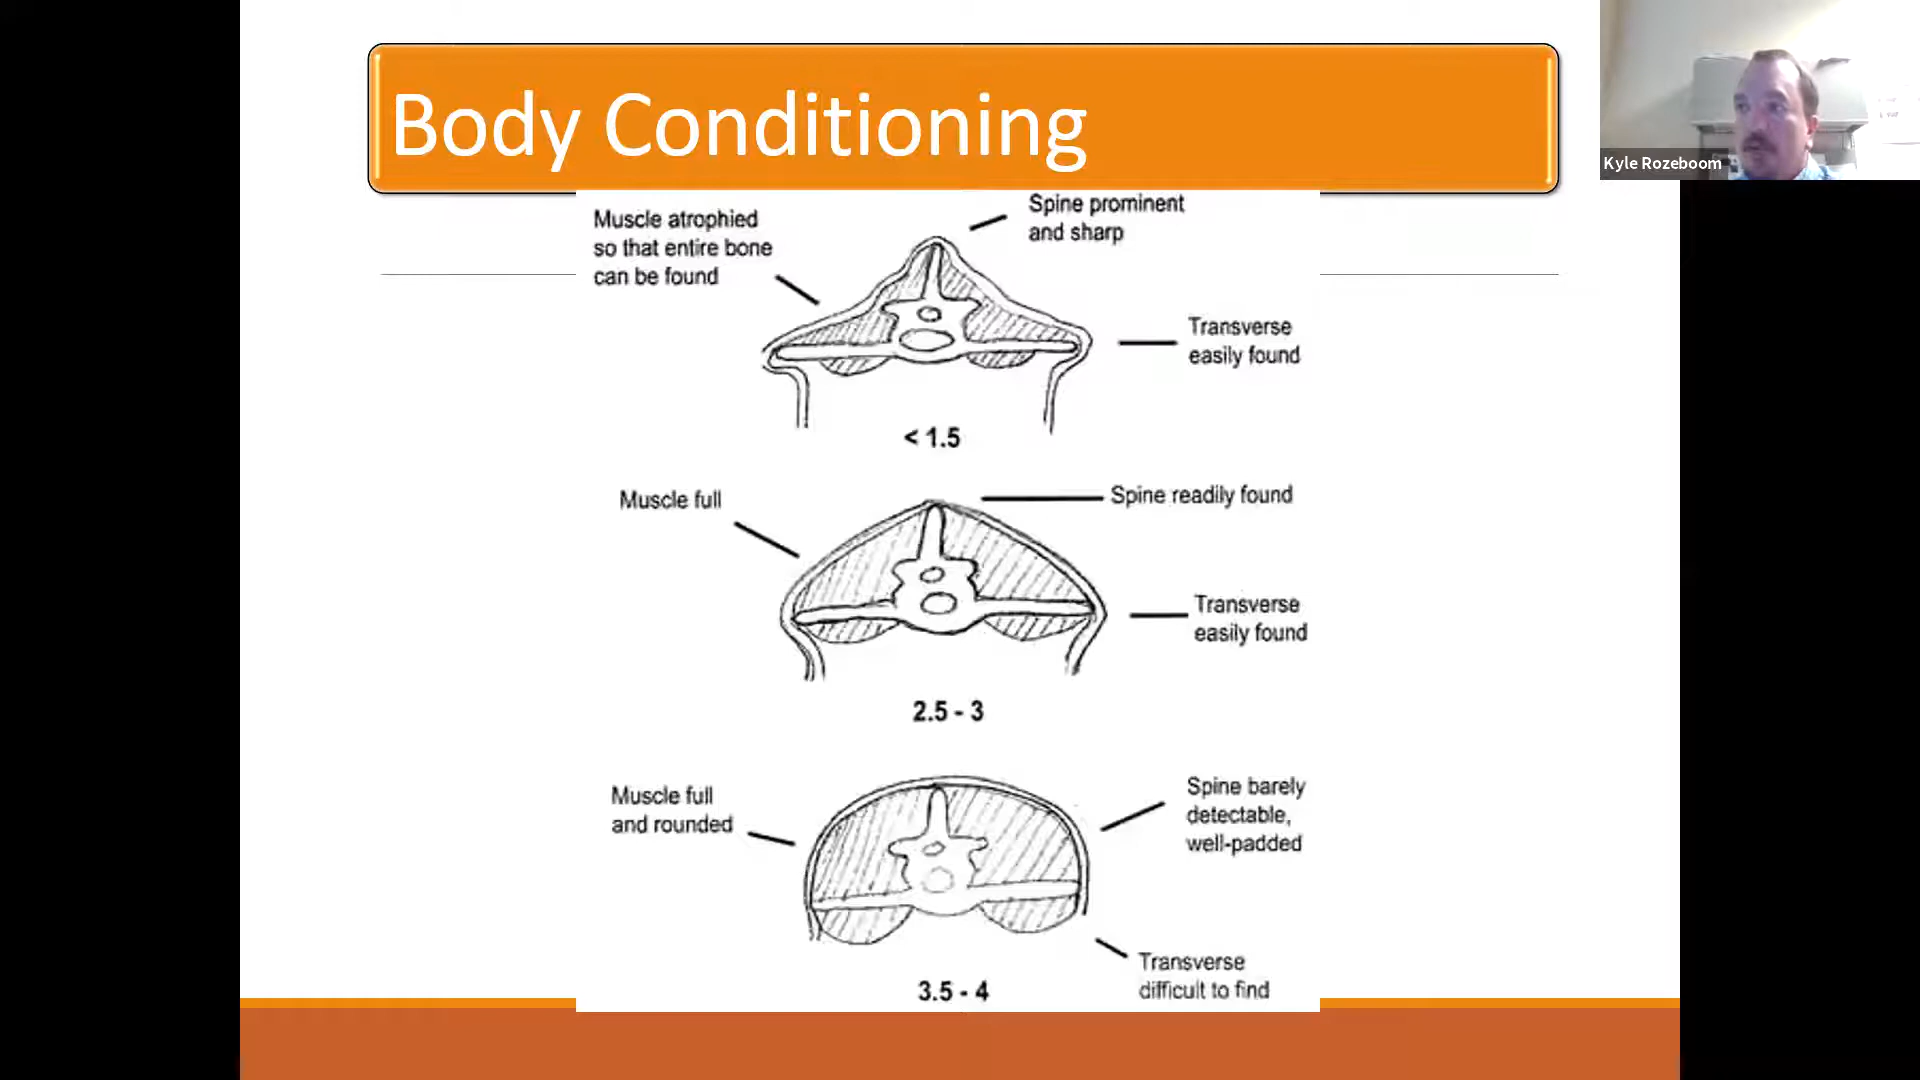 Body Conditioning
Kyle Rozeboom
Muscle atrophied
so that entire bone
can be found
Spine prominent
and sharp
Transverse
easily found
< 1.5
Muscle full
Spine readily found
Transverse
easily found
2.5 - 3
Muscle full
and rounded
Spine barely
detectable,
well-padded
Transverse
difficult to find
3.5 - 4